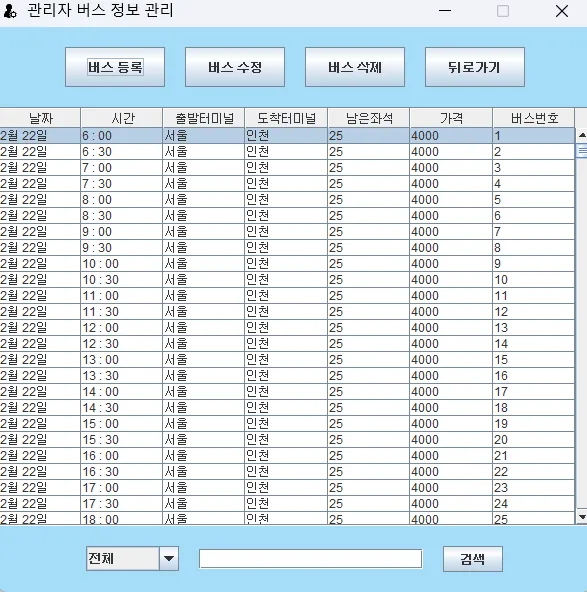 관리자 버스 정보 관리
버스 등록 버스 수정 버스 삭제 뒤로가기
날짜 시간 출발터미널 도착터미널 남은좌석 가격 버스번호
2월 22일 6 : 00 서울 인천 25 4000 1
2월 22일 6 : 30 서울 인천 25 4000 2
2월 22일 7 : 00 서울 인천 25 4000 3
2월 22일 7 : 30 서울 인천 25 4000 4
2월 22일 8 : 00 서울 인천 25 4000 5
2월 22일 8 : 30 서울 인천 25 4000 6
2월 22일 9 : 00 서울 인천 25 4000 7
2월 22일 9 : 30 서울 인천 25 4000 8
2월 22일 10 : 00 서울 인천 25 4000 9
2월 22일 10 : 30 서울 인천 25 4000 10
2월 22일 11 : 00 서울 인천 25 4000 11
2월 22일 11 : 30 서울 인천 25 4000 12
2월 22일 12 : 00 서울 인천 25 4000 13
2월 22일 12 : 30 서울 인천 25 4000 14
2월 22일 13 : 00 서울 인천 25 4000 15
2월 22일 13 : 30 서울 인천 25 4000 16
2월 22일 14 : 00 서울 인천 25 4000 17
2월 22일 14 : 30 서울 인천 25 4000 18
2월 22일 15 : 00 서울 인천 25 4000 19
2월 22일 15 : 30 서울 인천 25 4000 20
2월 22일 16 : 00 서울 인천 25 4000 21
2월 22일 16 : 30 서울 인천 25 4000 22
2월 22일 17 : 00 서울 인천 25 4000 23
2월 22일 17 : 30 서울 인천 25 4000 24
2월 22일 18 : 00 서울 인천 25 4000 25
전체 검색